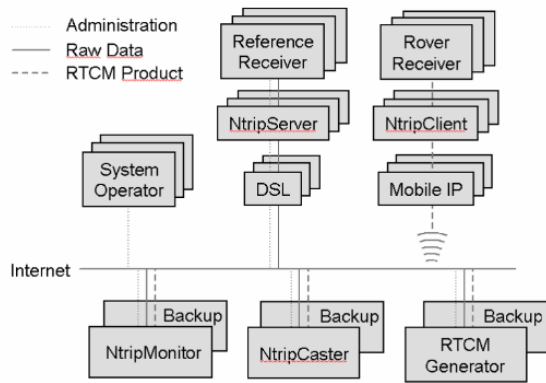 Administration
Raw Data
RTCM Product
Reference
Receiver
Rover
Receiver
NtripServer
NtripClient
System
Operator
DSL
Mobile IP
Internet
Backup
NtripMonitor
Backup
NtripCaster
Backup
RTCM
Generator